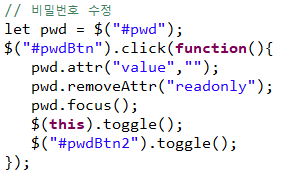 // 비밀번호 수정
let pwd = $("#pwd");
$("#pwdBtn").click(function(){
    pwd.attr("value","");
    pwd.removeAttr("readonly");
    pwd.focus();
    $(this).toggle();
    $("#pwdBtn2").toggle();
});